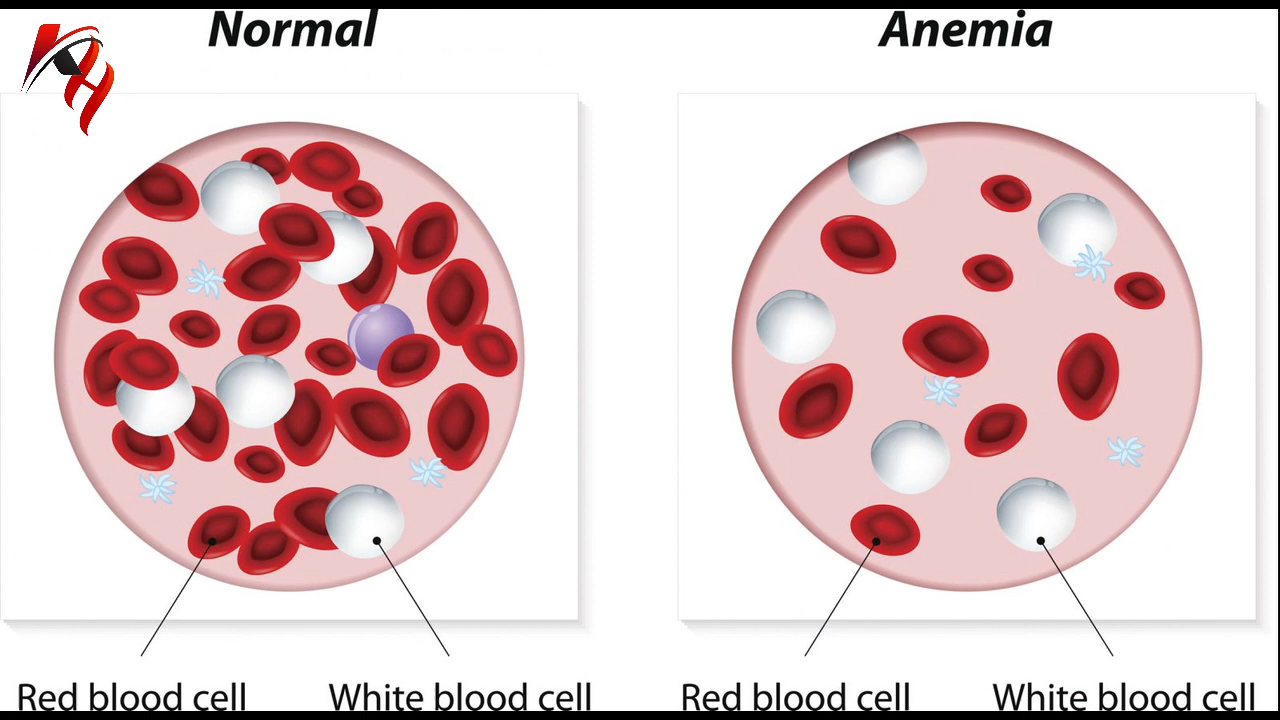 Normal
Anemia
Red blood cell
White blood cell
Red blood cell
White blood cell